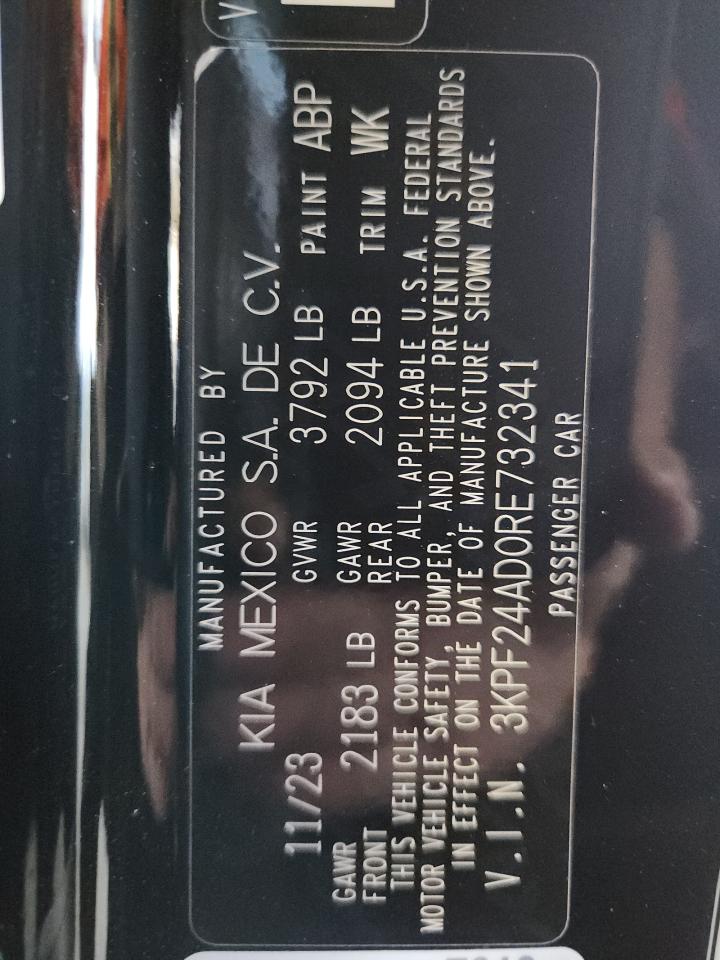 MANUFACTURED BY
KIA MEXICO S.A. DE C.V.
11/23 GVWR 3792 LB PAINT ABP
GAWR FRONT 2183 LB GAWR REAR 2094 LB TRIM WK
THIS VEHICLE CONFORMS TO ALL APPLICABLE U.S.A. FEDERAL
MOTOR VEHICLE SAFETY, BUMPER, AND THEFT PREVENTION STANDARDS
IN EFFECT ON THE DATE OF MANUFACTURE SHOWN ABOVE.
V.I.N. 3KPF24AD0RE732341
PASSENGER CAR